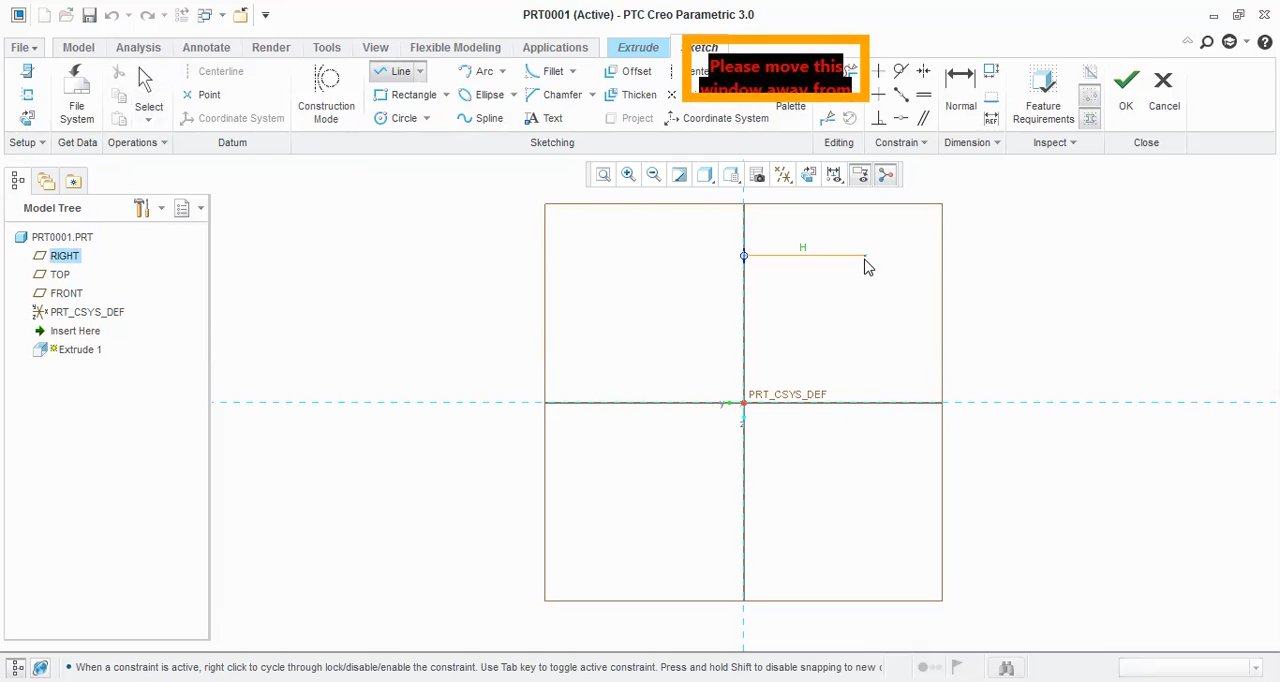 PRT0001 (Active) - PTC Creo Parametric 3.0
File Model Analysis Annotate Render Tools View Flexible Modeling Applications Extrude
Please move this
window away from
Centerline Line Arc Fillet Offset
File System Select Point Construction Mode Rectangle Ellipse Chamfer Thicken Palette Normal Feature Requirements OK Cancel
Coordinate System Circle Spline Text Project Coordinate System
Setup Get Data Operations Datum Sketching Editing Constrain Dimension Inspect Close
Model Tree
PRT0001.PRT
RIGHT
TOP
FRONT
PRT_CSYS_DEF
Insert Here
Extrude 1
H
PRT_CSYS_DEF
y
When a constraint is active, right click to cycle through lock/disable/enable the constraint. Use Tab key to toggle active constraint. Press and hold Shift to disable snapping to new